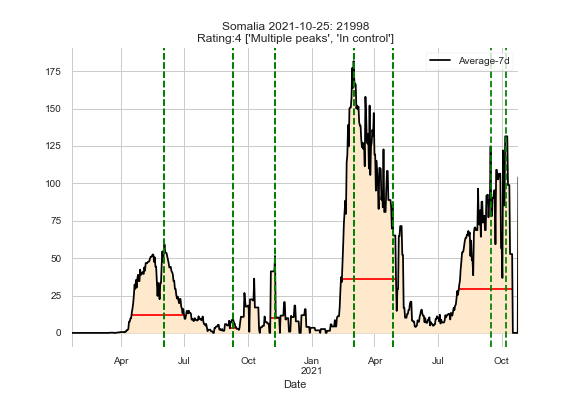 Somalia 2021-10-25: 21998
Rating:4 ['Multiple peaks', 'In control']
Average-7d
175
150
125
100
75
50
25
0
Apr Jul Oct Jan Apr Jul Oct
2021
Date